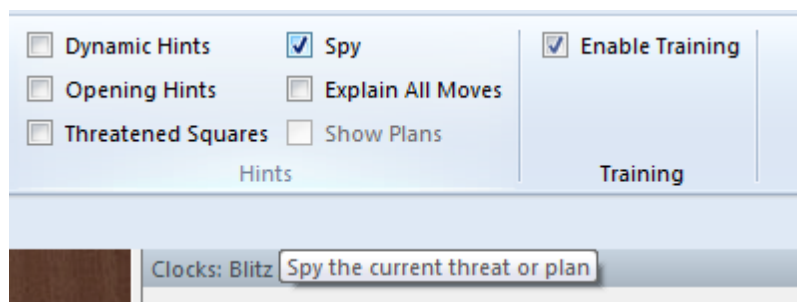 Dynamic Hints
Spy
Enable Training
Opening Hints
Explain All Moves
Threatened Squares
Show Plans
Hints
Training
Clocks: Blitz
Spy the current threat or plan